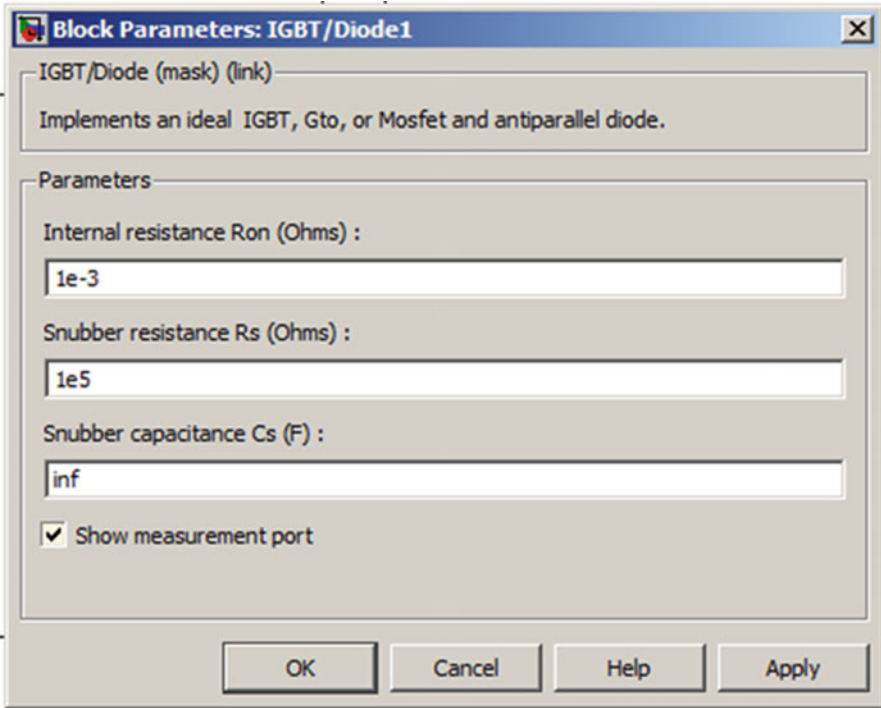 Block Parameters: IGBT/Diode1
IGBT/Diode (mask) (link)
Implements an ideal IGBT, Gto, or Mosfet and antiparallel diode.
Parameters
Internal resistance Ron (Ohms) :
1e-3
Snubber resistance Rs (Ohms) :
1e5
Snubber capacitance Cs (F) :
inf
Show measurement port
OK Cancel Help Apply